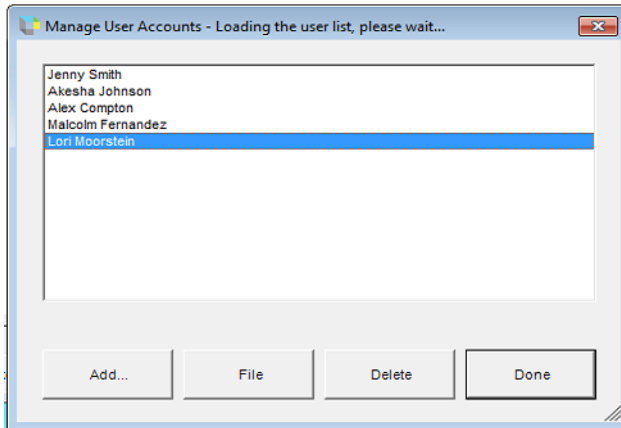 Manage User Accounts - Loading the user list, please wait...
Jenny Smith
Akesha Johnson
Alex Compton
Malcolm Fernandez
Lori Moorstein
Add... File Delete Done